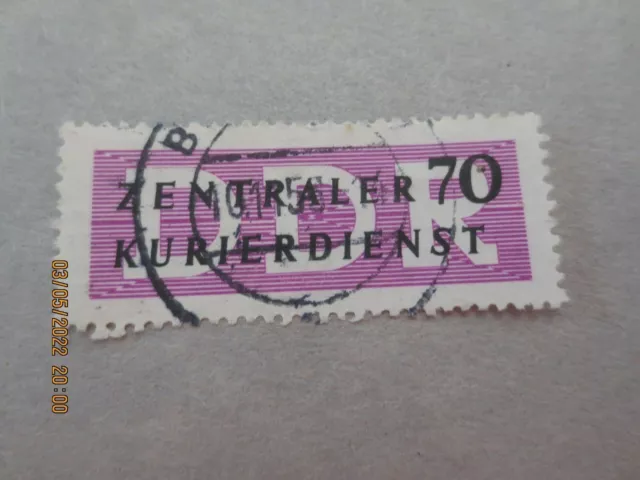 ZENTRALER 70
KURIERDIENST
DDR
B
03/05/2022 20:00